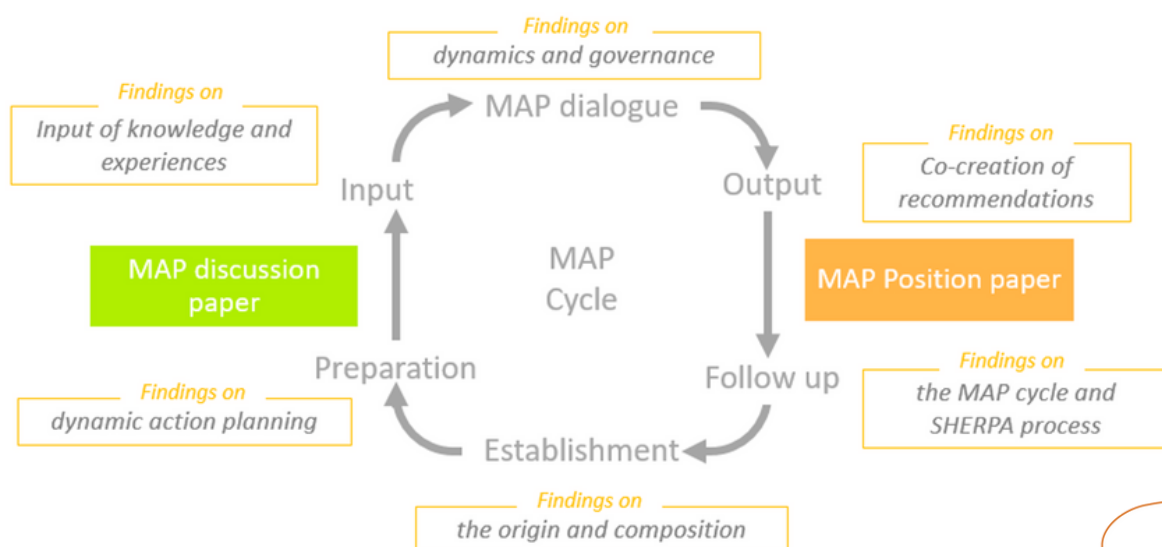 Findings on
dynamics and governance
Findings on
Input of knowledge and
experiences
MAP dialogue
Findings on
Co-creation of
recommendations
Input
Output
MAP discussion
paper
MAP
Cycle
MAP Position paper
Preparation
Follow up
Findings on
dynamic action planning
Findings on
the MAP cycle and
SHERPA process
Establishment
Findings on
the origin and composition